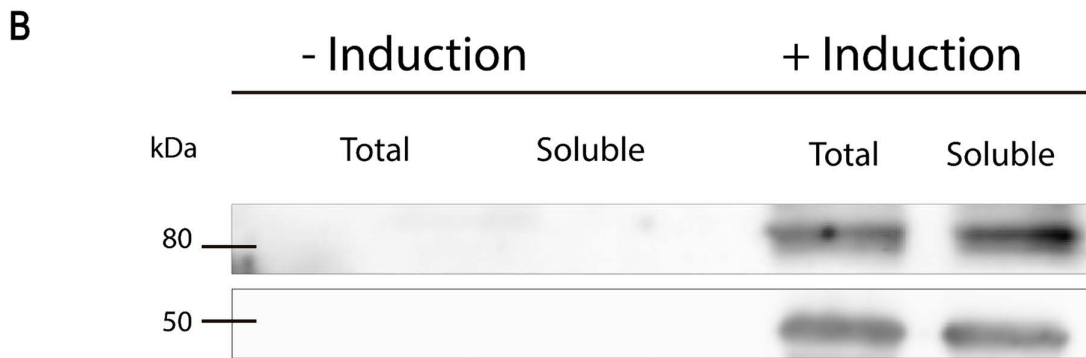 B
- Induction + Induction
kDa Total Soluble Total Soluble
80
50